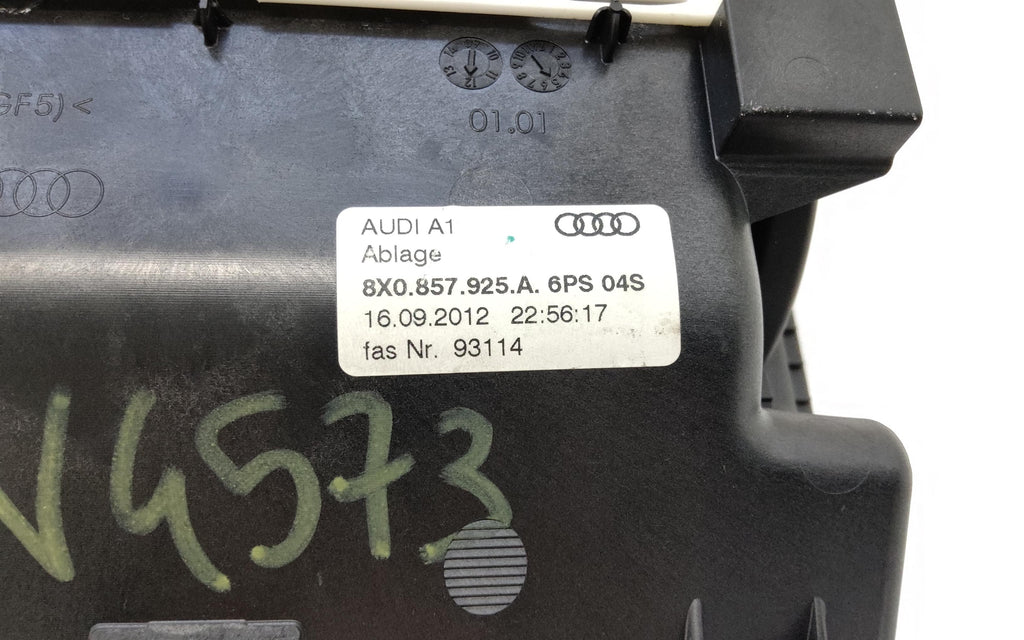 GF5)<
01.01
AUDI A1
Ablage
8X0.857.925.A. 6PS 04S
16.09.2012 22:56:17
fas Nr. 93114
V4573